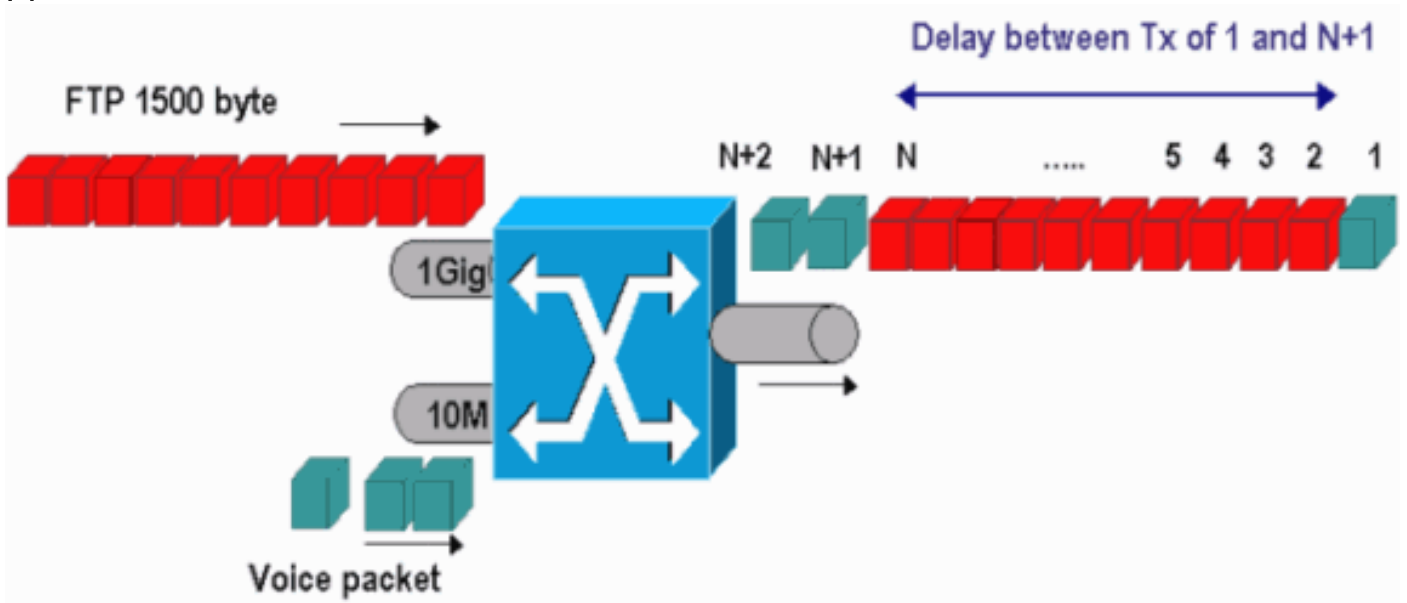 Delay between Tx of 1 and N+1
FTP 1500 byte
N+2 N+1 N ..... 5 4 3 2 1
1Gig
10M
Voice packet